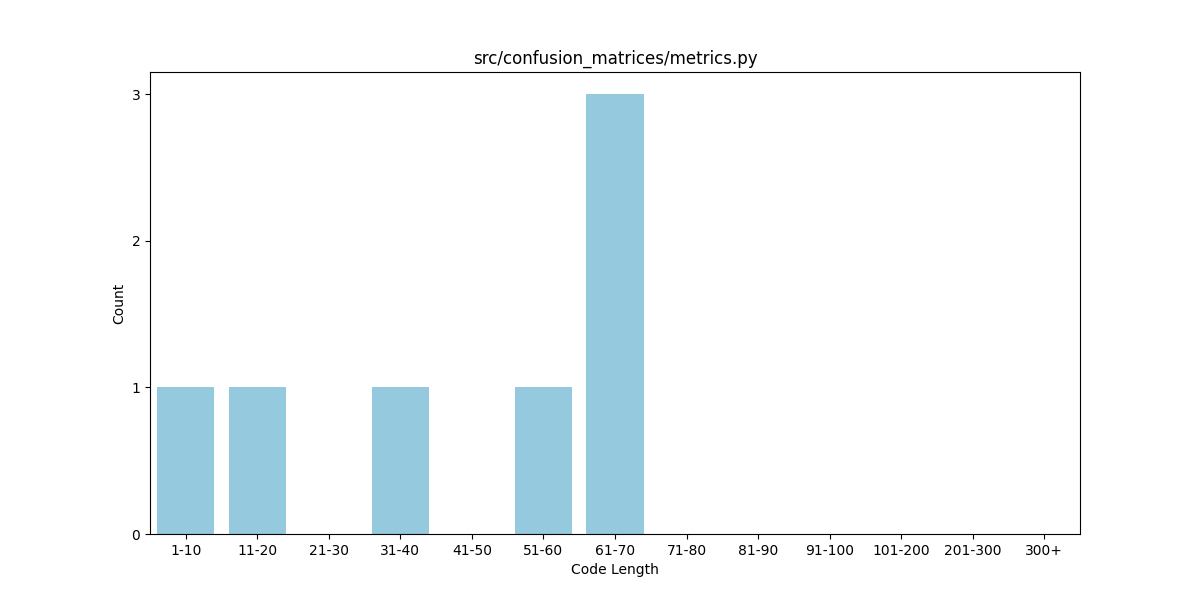 src/confusion_matrices/metrics.py
3
2
1
0
Count
1-10 11-20 21-30 31-40 41-50 51-60 61-70 71-80 81-90 91-100 101-200 201-300 300+
Code Length